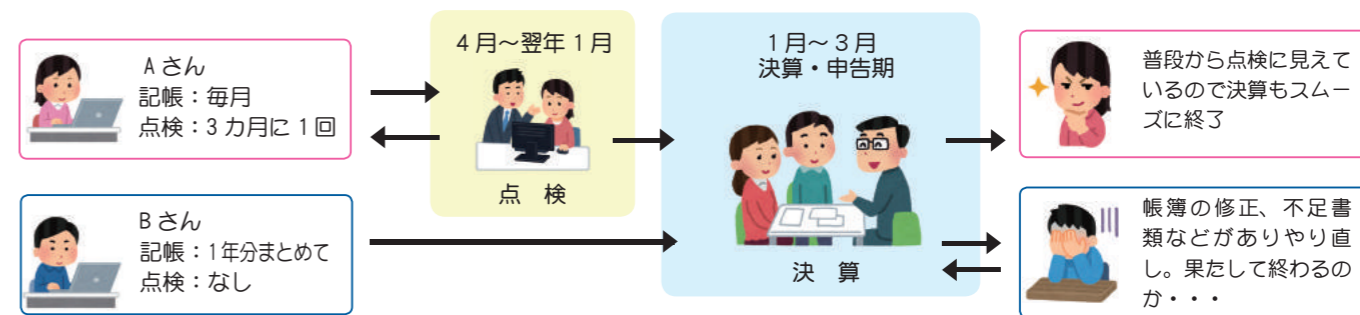 Aさん
記帳：毎月
点検：3カ月に1回
4月～翌年1月
点　検
1月～3月
決算・申告期
決　算
普段から点検に見えて
いるので決算もスムー
ズに終了
Bさん
記帳：1年分まとめて
点検：なし
帳簿の修正、不足書
類などがありやり直
し。果たして終わるの
か・・・